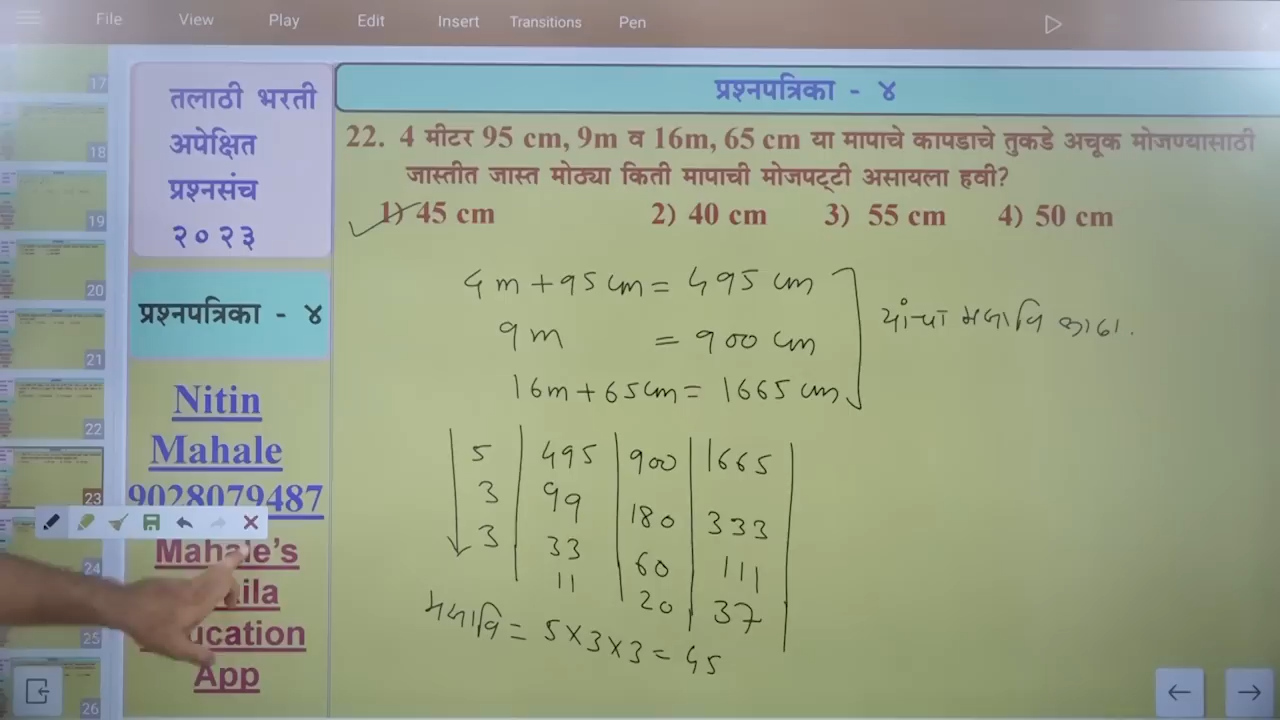 File View Play Edit Insert Transitions Pen
17
18
19
20
21
22
23
24
25
26
तलाठी भरती
अपेक्षित
प्रश्नसंच
२०२३
प्रश्नपत्रिका - ४
Nitin
Mahale
9028079487
Mahale's
ucation
App
प्रश्नपत्रिका - ४
22. 4 मीटर 95 cm, 9m व 16m, 65 cm या मापाचे कापडाचे तुकडे अचूक मोजण्यासाठी
जास्तीत जास्त मोठ्या किती मापाची मोजपट्टी असायला हवी?
1) 45 cm 2) 40 cm 3) 55 cm 4) 50 cm
4m + 95 cm = 495 cm
9m = 900 cm
16m + 65cm = 1665 cm
यांचा मसावि काढा.
5 495 900 1665
3 99 180 333
3 33 60 111
11 20 37
मसावि = 5 x 3 x 3 = 45